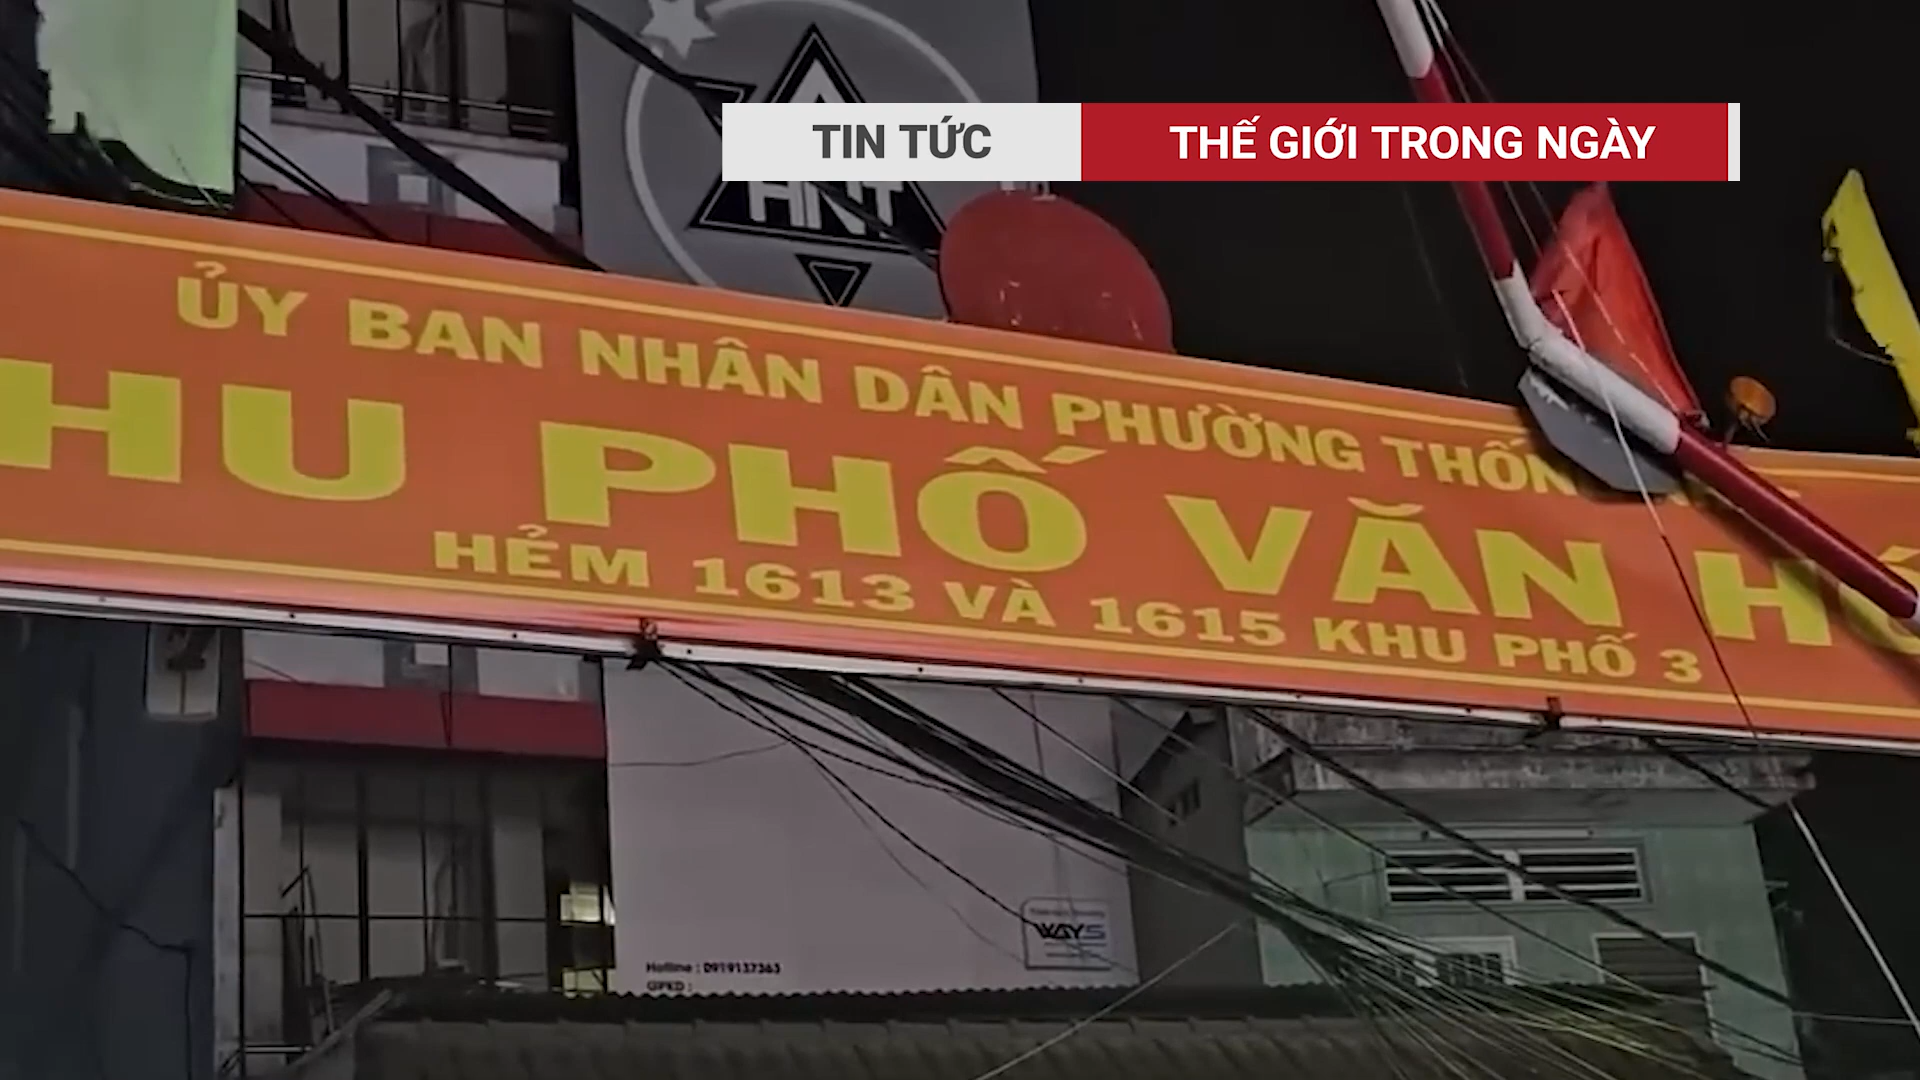 TIN TỨC
THẾ GIỚI TRONG NGÀY
HNT
ỦY BAN NHÂN DÂN PHƯỜNG THỐN
HU PHỐ VĂN H
HẺM 1613 VÀ 1615 KHU PHỐ 3
WAYS
Hotline : 0919137363
GPKD :